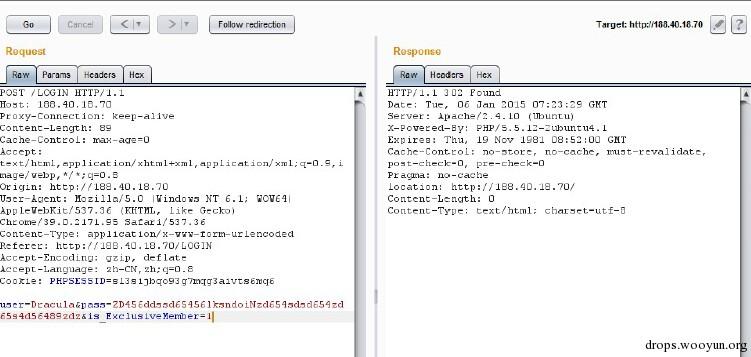 Go
Cancel
<
>
Follow redirection
Target: http://188.40.18.70
?
Request
Response
Raw
Params
Headers
Hex
Raw
Headers
Hex
POST /LOGIN HTTP/1.1
Host: 188.40.18.70
Proxy-Connection: keep-alive
Content-Length: 89
Cache-Control: max-age=0
Accept:
text/html,application/xhtml+xml,application/xml;q=0.9,i
mage/webp,*/*;q=0.8
Origin: http://188.40.18.70
User-Agent: Mozilla/5.0 (Windows NT 6.1; WOW64)
AppleWebKit/537.36 (KHTML, like Gecko)
Chrome/39.0.2171.95 Safari/537.36
Content-Type: application/x-www-form-urlencoded
Referer: http://188.40.18.70/LOGIN
Accept-Encoding: gzip, deflate
Accept-Language: zh-CN,zh;q=0.8
Cookie: PHPSESSID=sl3s1jbqo93g7mqg3aivts6mq6
user=Dracula&pass=ZD456ddssd65456lksndoiNzd654sdsd654zd
65s4d56489zdz&is_ExclusiveMember=1
HTTP/1.1 302 Found
Date: Tue, 06 Jan 2015 07:23:29 GMT
Server: Apache/2.4.10 (Ubuntu)
X-Powered-By: PHP/5.5.12-2ubuntu4.1
Expires: Thu, 19 Nov 1981 08:52:00 GMT
Cache-Control: no-store, no-cache, must-revalidate,
post-check=0, pre-check=0
Pragma: no-cache
location: http://188.40.18.70/
Content-Length: 0
Content-Type: text/html; charset=utf-8
drops.wooyun.org